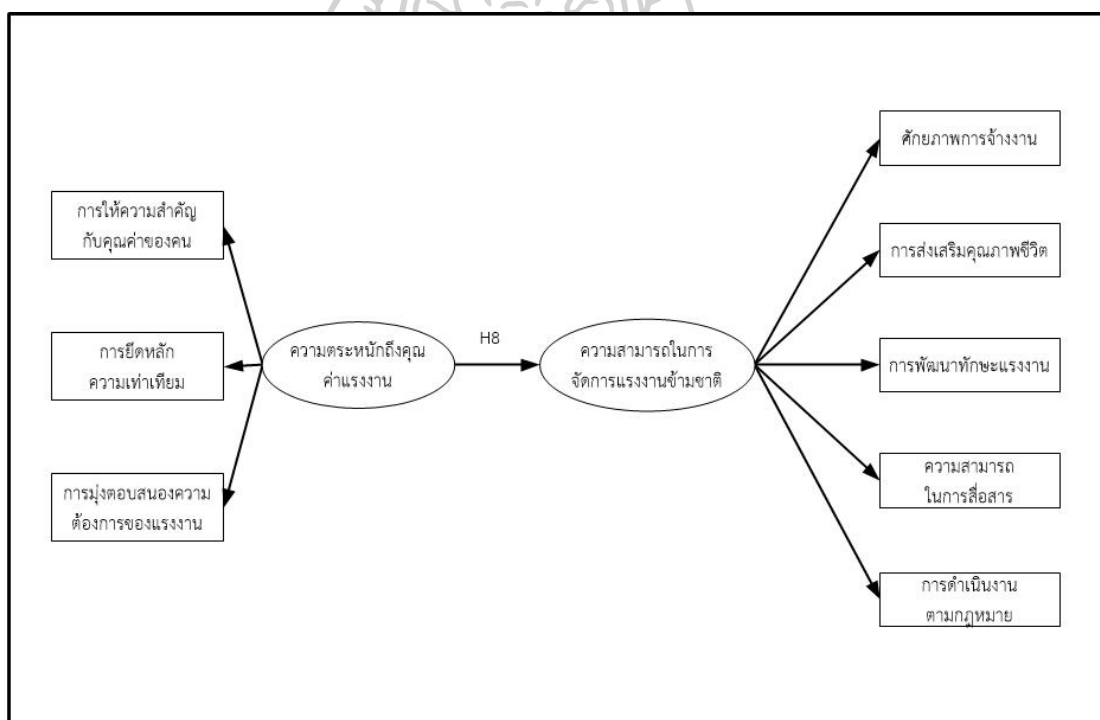 ศักยภาพการจ้างงาน
การให้ความสำคัญ
กับคุณค่าของคน
การส่งเสริมคุณภาพชีวิต
การยึดหลัก
ความเท่าเทียม
ความตระหนักถึงคุณ
ค่าแรงงาน
H8
ความสามารถในการ
จัดการแรงงานข้ามชาติ
การพัฒนาทักษะแรงงาน
การมุ่งตอบสนองความ
ต้องการของแรงงาน
ความสามารถ
ในการสื่อสาร
การดำเนินงาน
ตามกฎหมาย